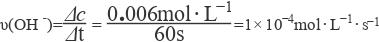 υ(OH⁻)=Δc/Δt = 0.006mol·L⁻¹/60s=1×10⁻⁴mol·L⁻¹·s⁻¹